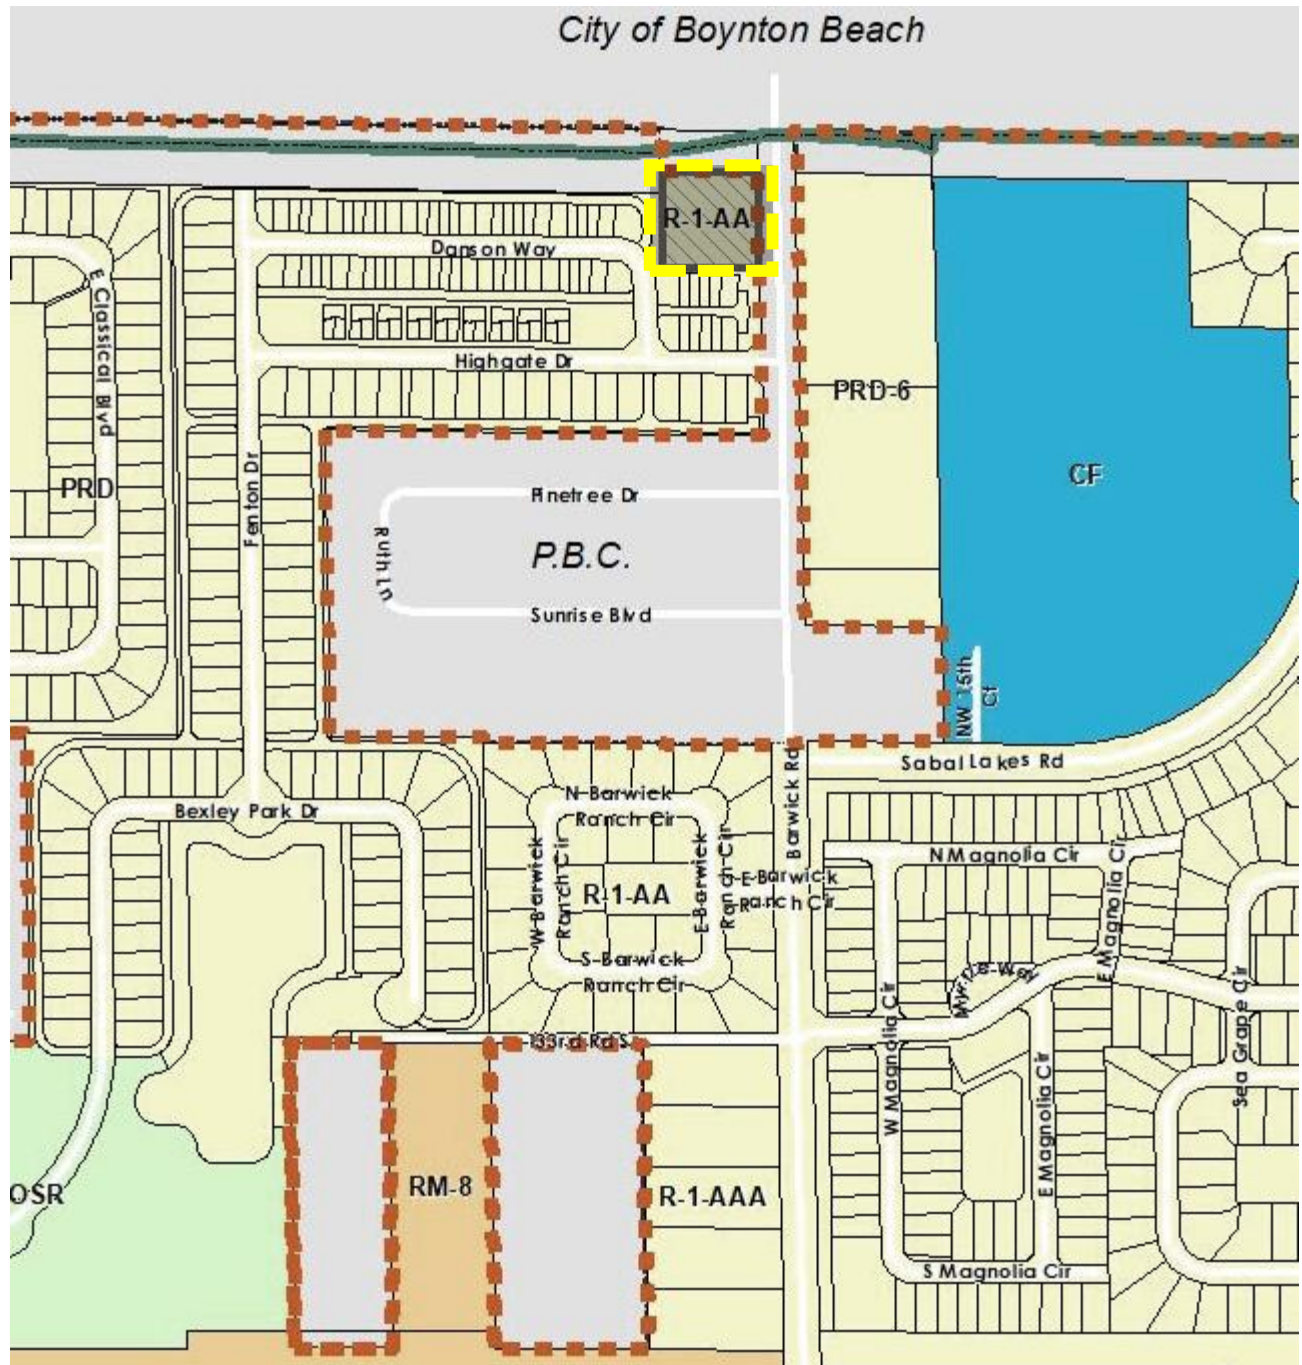 City of Boynton Beach
R-1-AA
Danson Way
E Classical Blvd
Highgate Dr
PRD-6
CF
PRD
Fenton Dr
Pinetree Dr
Ruth Ln
P.B.C.
Sunrise Blvd
NW 15th
Ct
Sabal Lakes Rd
Barwick Rd
Bexley Park Dr
N Barwick
Ranch Cir
W Barwick
Ranch Cir
R-1-AA
E Barwick
Ranch Cir
E Barwick
Ranch Cir
S Barwick
Ranch Cir
N Magnolia Cir
E Magnolia Cir
Myrtle Way
W Magnolia Cir
Sea Grape Cir
133rd Rd S
E Magnolia Cir
OSR
RM-8
R-1-AAA
S Magnolia Cir